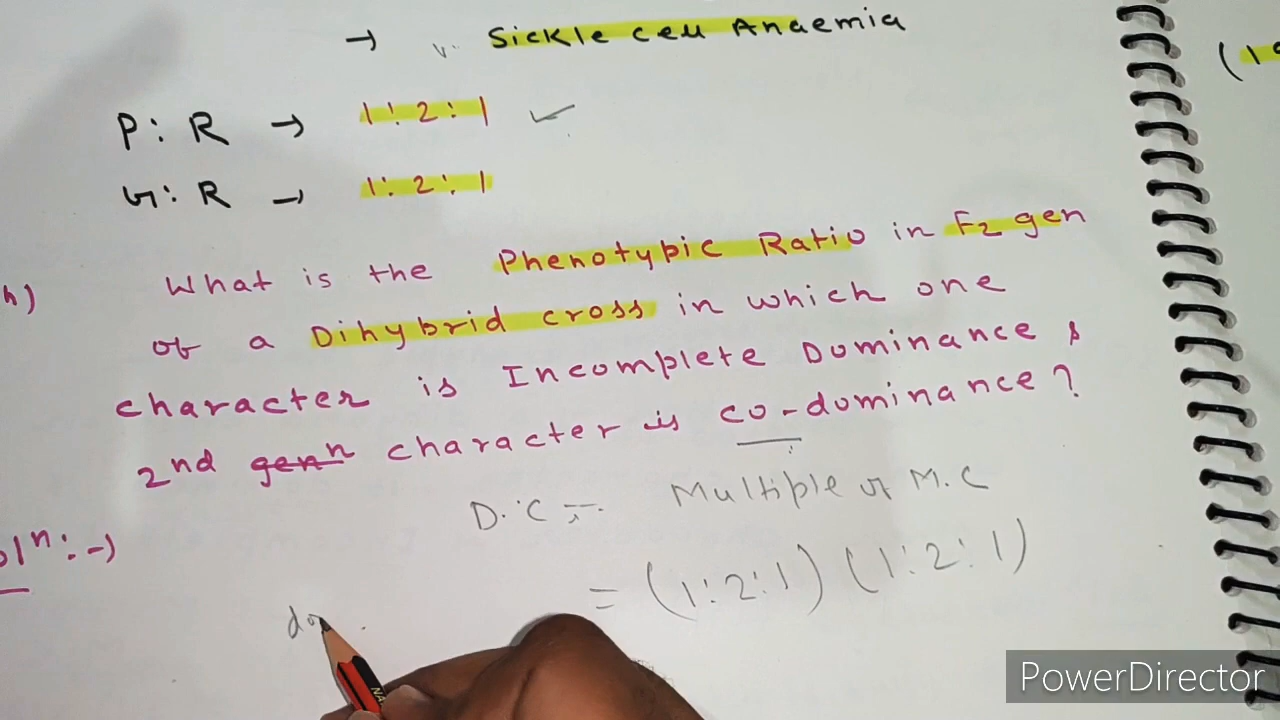 → Sickle cell Anaemia
P: R → 1:2:1 ✓
G: R → 1:2:1
h) What is the Phenotypic Ratio in F₂ gen
of a Dihybrid cross in which one
character is Incomplete Dominance &
2nd character is co-dominance?
D.C = Multiple of M.C
olⁿ:→
= (1:2:1) (1:2:1)
do
PowerDirector